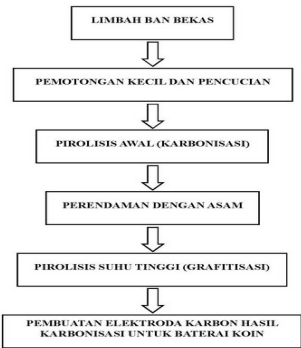 LIMBAH BAN BEKAS
PEMOTONGAN KECIL DAN PENCUCIAN
PIROLISIS AWAL (KARBONISASI)
PERENDAMAN DENGAN ASAM
PIROLISIS SUHU TINGGI (GRAFITISASI)
PEMBUATAN ELEKTRODA KARBON HASIL
KARBONISASI UNTUK BATERAI KOIN